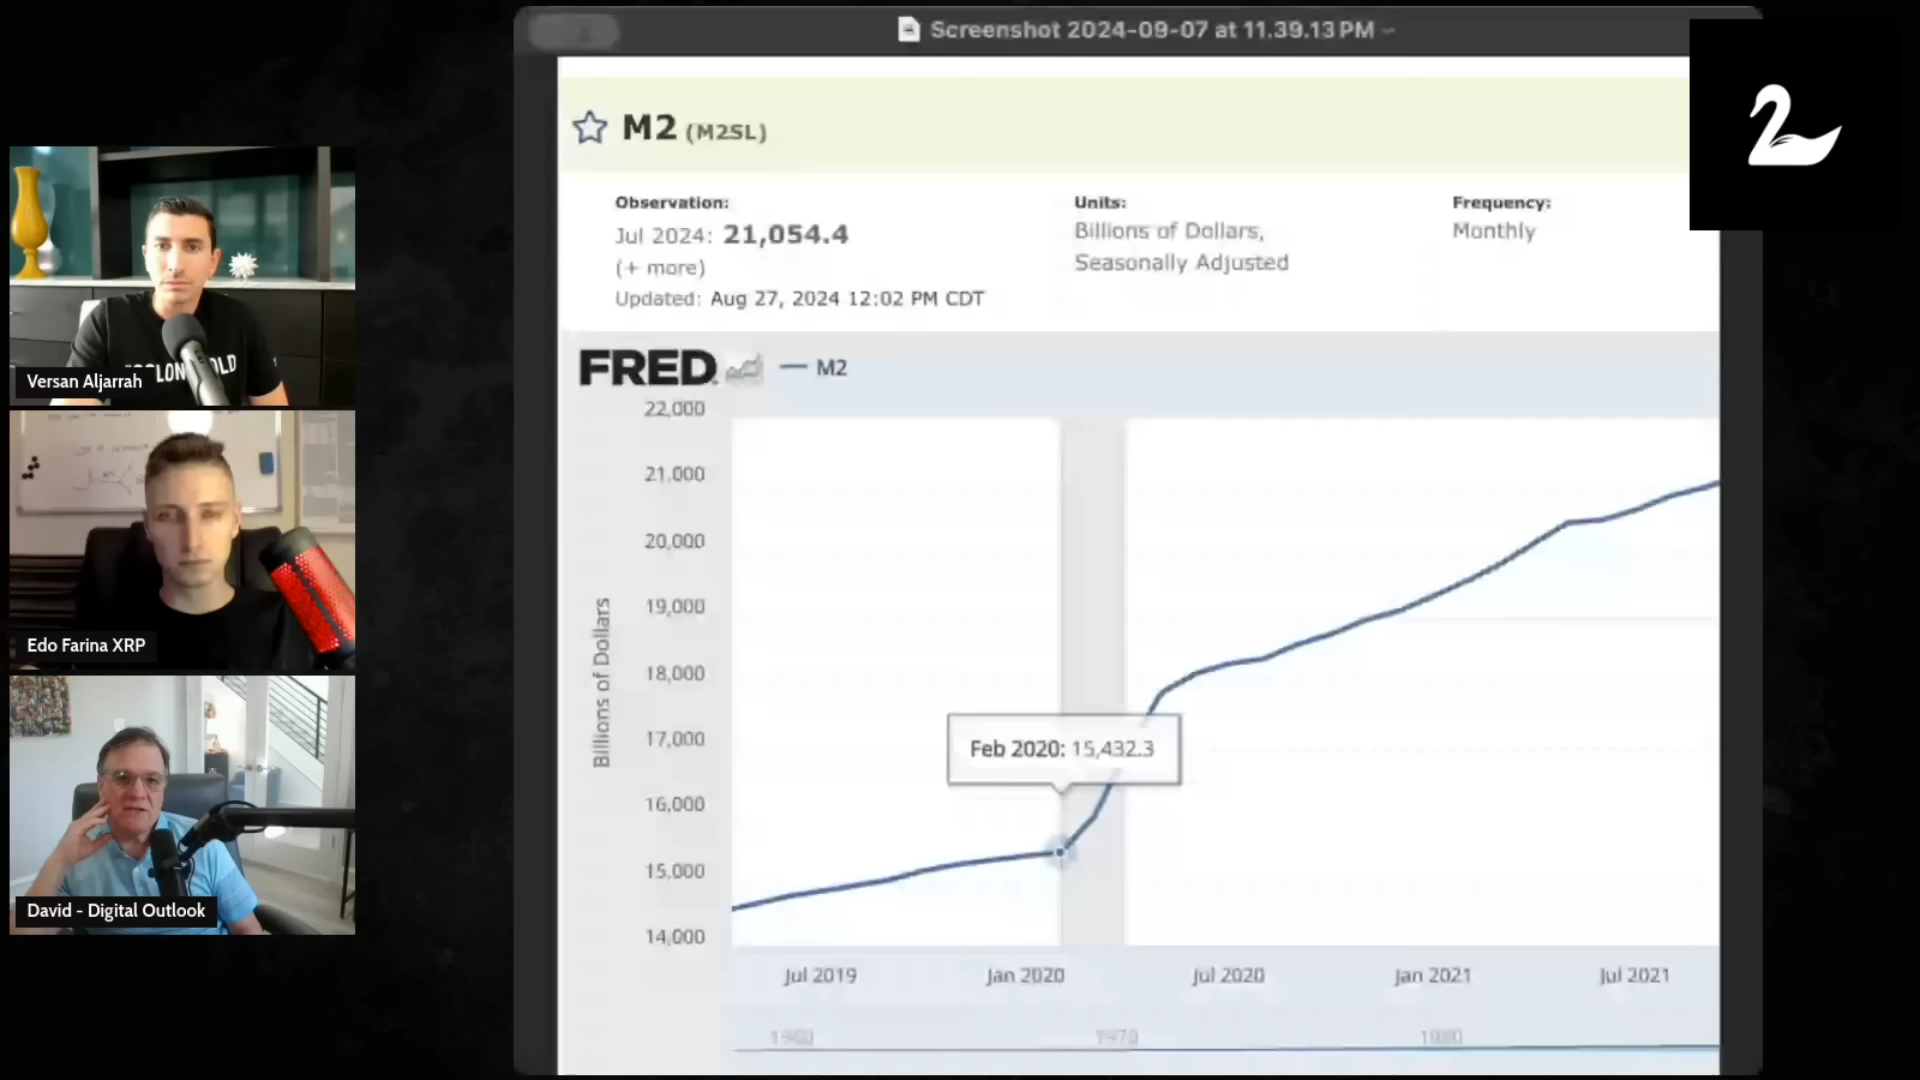 Screenshot 2024-09-07 at 11.39.13 PM
M2 (M2SL)
Observation:
Jul 2024: 21,054.4
(+ more)
Updated: Aug 27, 2024 12:02 PM CDT
Units:
Billions of Dollars,
Seasonally Adjusted
Frequency:
Monthly
FRED
M2
22,000
21,000
20,000
19,000
18,000
17,000
16,000
15,000
14,000
Billions of Dollars
Feb 2020: 15,432.3
Jul 2019
Jan 2020
Jul 2020
Jan 2021
Jul 2021
1960
1970
1980
Versan Aljarrah
Edo Farina XRP
David - Digital Outlook